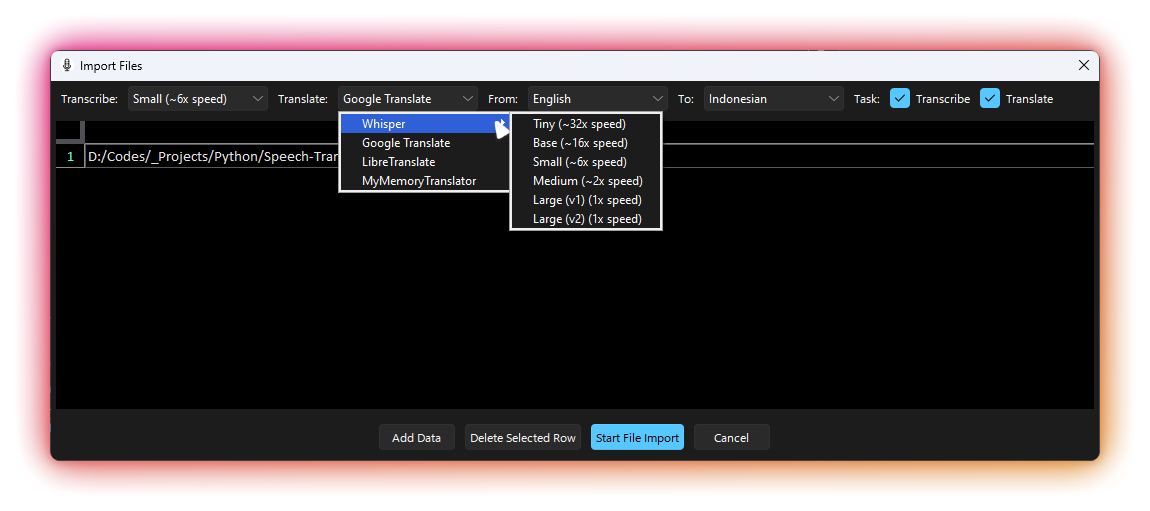 Import Files
Transcribe: Small (~6x speed) Translate: Google Translate From: English To: Indonesian Task: Transcribe Translate
Whisper
Google Translate
LibreTranslate
MyMemoryTranslator
Tiny (~32x speed)
Base (~16x speed)
Small (~6x speed)
Medium (~2x speed)
Large (v1) (1x speed)
Large (v2) (1x speed)
1 D:/Codes/_Projects/Python/Speech-Tran
Add Data Delete Selected Row Start File Import Cancel